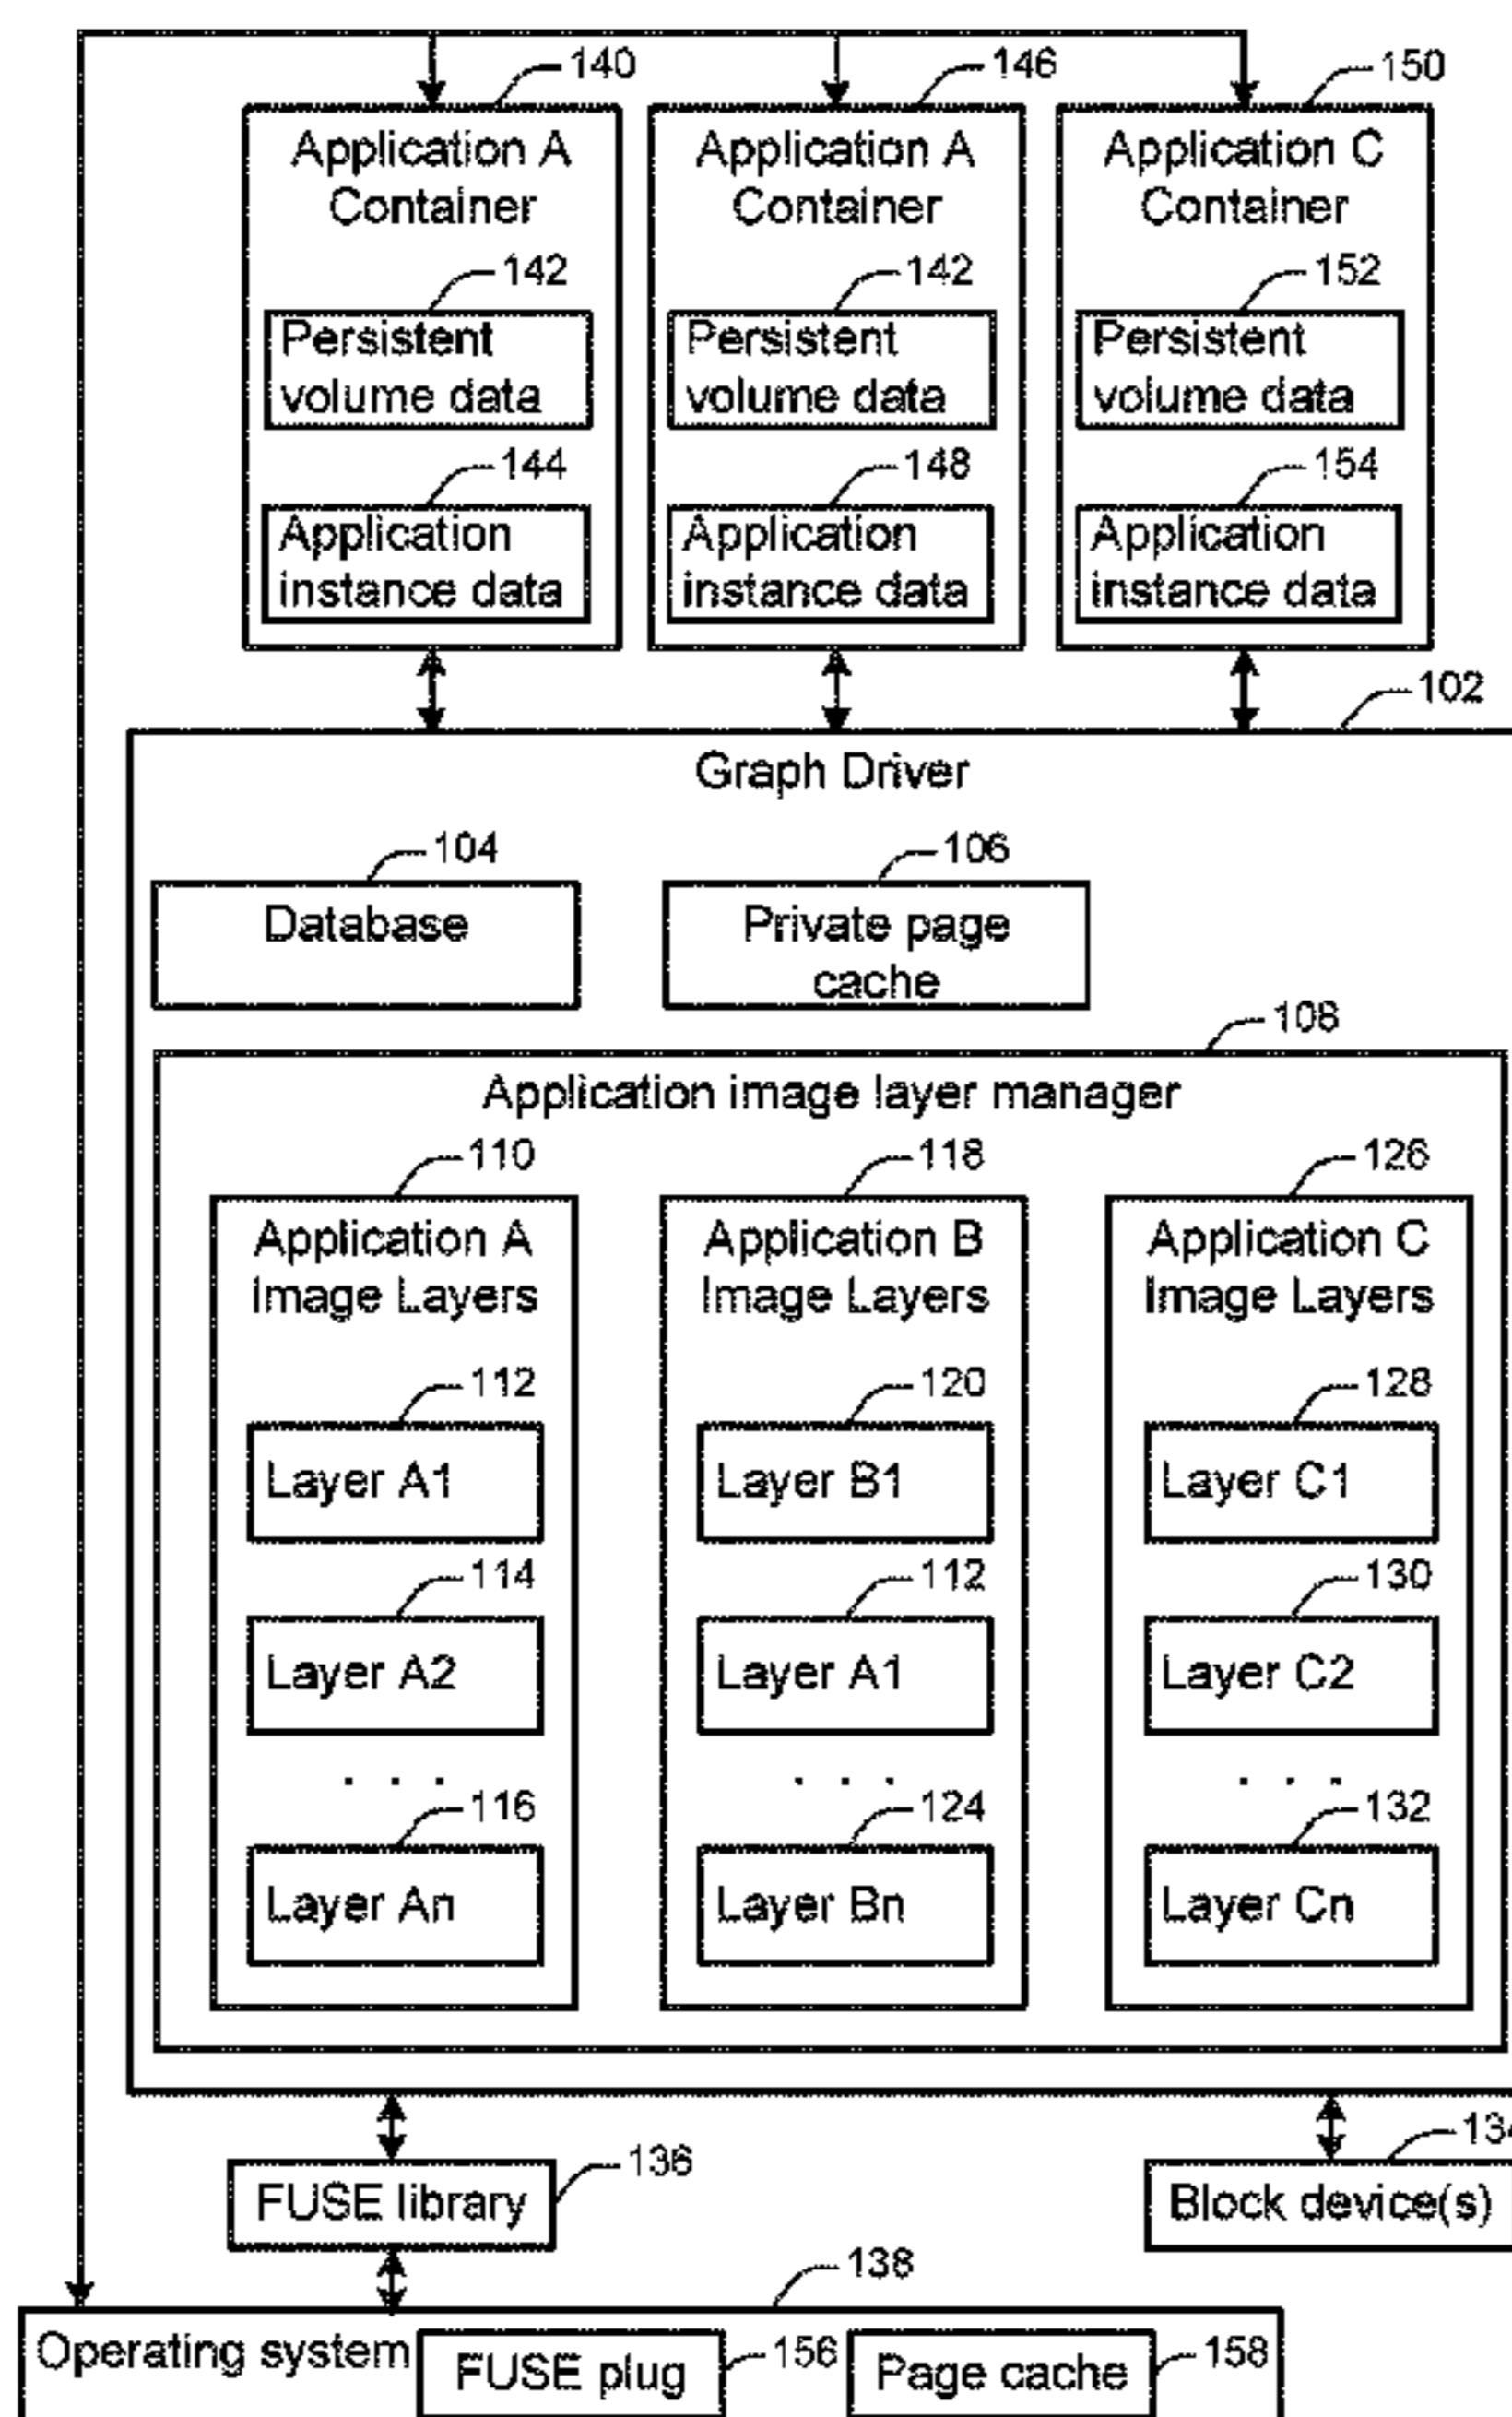 140
146
150
Application A
Container
Application A
Container
Application C
Container
142
142
152
Persistent
volume data
Persistent
volume data
Persistent
volume data
144
148
154
Application
instance data
Application
instance data
Application
instance data
102
Graph Driver
104
106
Database
Private page
cache
108
Application image layer manager
110
118
126
Application A
Image Layers
Application B
Image Layers
Application C
Image Layers
112
120
128
Layer A1
Layer B1
Layer C1
114
112
130
Layer A2
Layer A1
Layer C2
. . .
. . .
. . .
116
124
132
Layer An
Layer Bn
Layer Cn
136
134
FUSE library
Block device(s)
138
Operating system
FUSE plug
156
Page cache
158